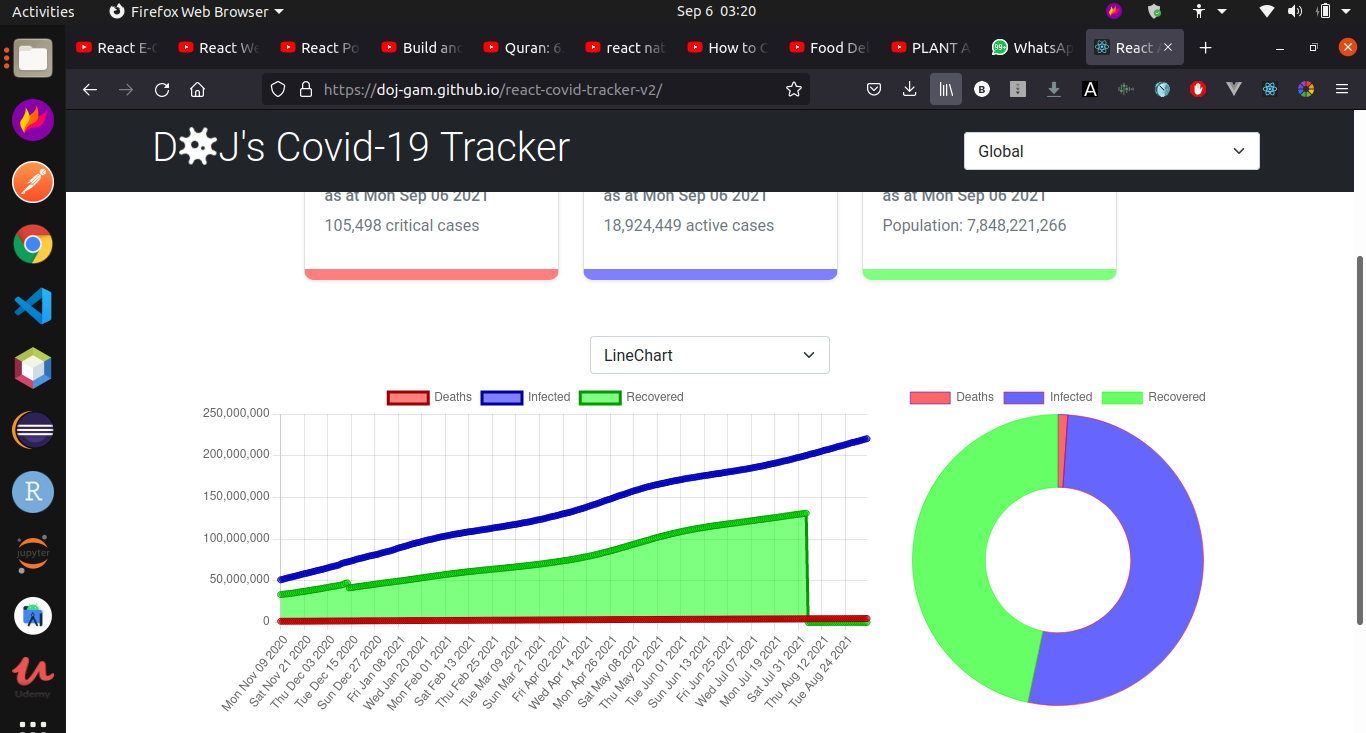 Activities Firefox Web Browser Sep 6 03:20
React E-C React We React Po Build and Quran: 6. react nat How to C Food Del PLANT A 99+ WhatsAp React A
https://doj-gam.github.io/react-covid-tracker-v2/
D J's Covid-19 Tracker Global
as at Mon Sep 06 2021 as at Mon Sep 06 2021 as at Mon Sep 06 2021
105,498 critical cases 18,924,449 active cases Population: 7,848,221,266
LineChart
Deaths Infected Recovered Deaths Infected Recovered
250,000,000
200,000,000
150,000,000
100,000,000
50,000,000
0
Mon Nov 09 2020
Sat Nov 21 2020
Thu Dec 03 2020
Tue Dec 15 2020
Sun Dec 27 2020
Fri Jan 08 2021
Wed Jan 20 2021
Mon Feb 01 2021
Sat Feb 13 2021
Thu Feb 25 2021
Tue Mar 09 2021
Sun Mar 21 2021
Fri Apr 02 2021
Wed Apr 14 2021
Mon Apr 26 2021
Sat May 08 2021
Thu May 20 2021
Tue Jun 01 2021
Sun Jun 13 2021
Fri Jun 25 2021
Wed Jul 07 2021
Mon Jul 19 2021
Sat Jul 31 2021
Thu Aug 12 2021
Tue Aug 24 2021
R
jupyter
AI
Udemy